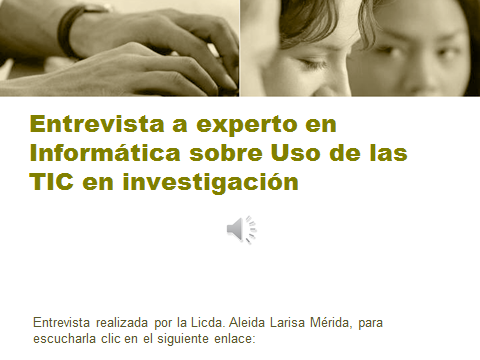 Entrevista a experto en
Informática sobre Uso de las
TIC en investigación
Entrevista realizada por la Licda. Aleida Larisa Mérida, para
escucharla clic en el siguiente enlace: